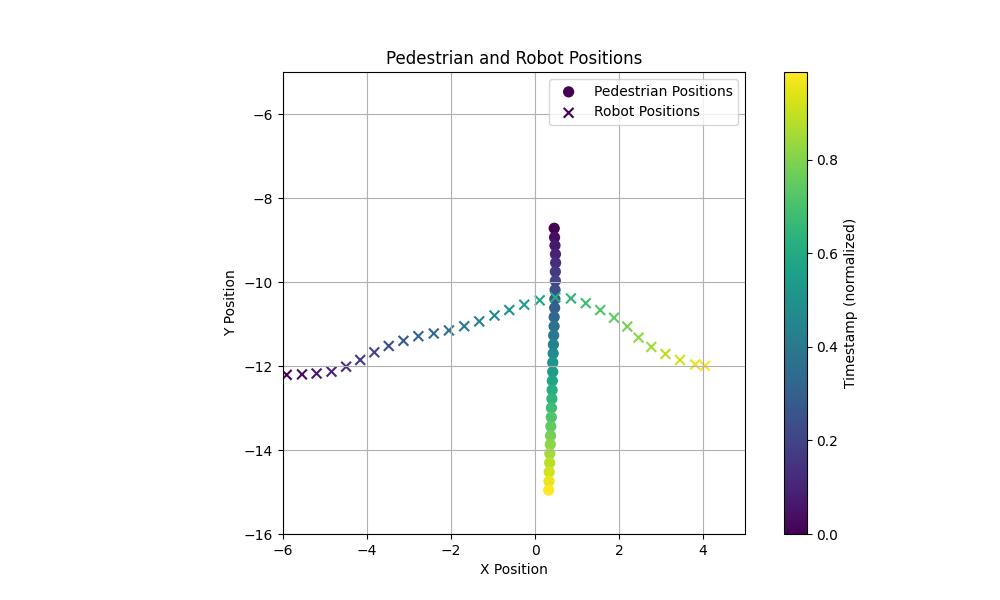 Pedestrian and Robot Positions
Pedestrian Positions
Robot Positions
Y Position
−6
−8
−10
−12
−14
−16
−6 −4 −2 0 2 4
X Position
0.8
0.6
0.4
0.2
0.0
Timestamp (normalized)